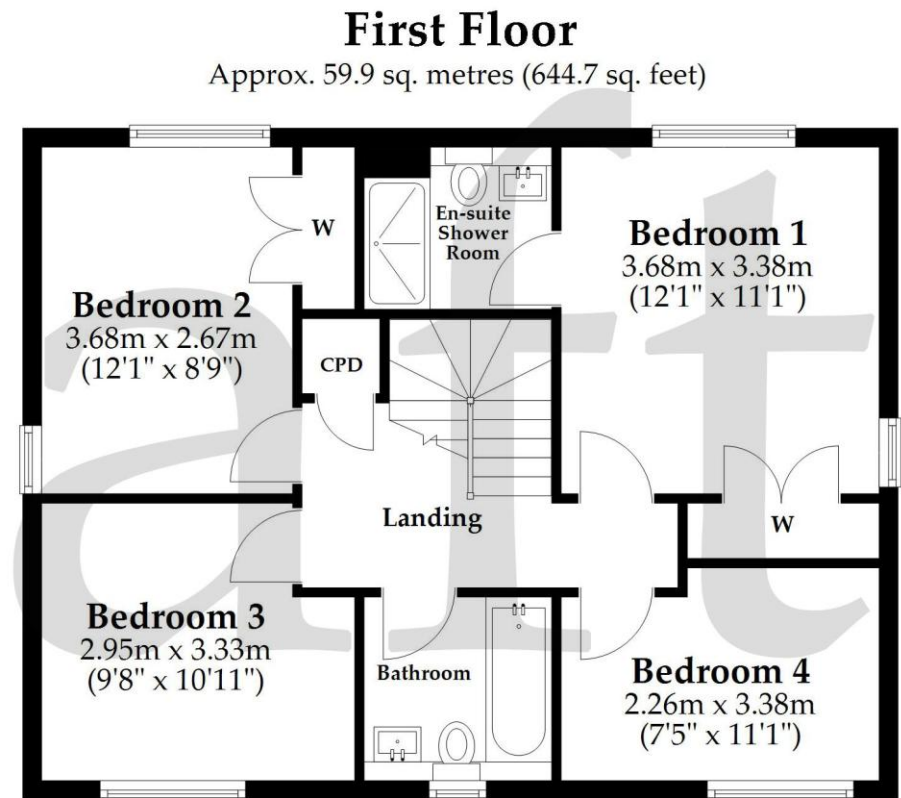 First Floor
Approx. 59.9 sq. metres (644.7 sq. feet)
aft
W
En-suite
Shower
Room
Bedroom 1
3.68m x 3.38m
(12'1" x 11'1")
Bedroom 2
3.68m x 2.67m
(12'1" x 8'9")
CPD
Landing
W
Bedroom 3
2.95m x 3.33m
(9'8" x 10'11")
Bathroom
Bedroom 4
2.26m x 3.38m
(7'5" x 11'1")